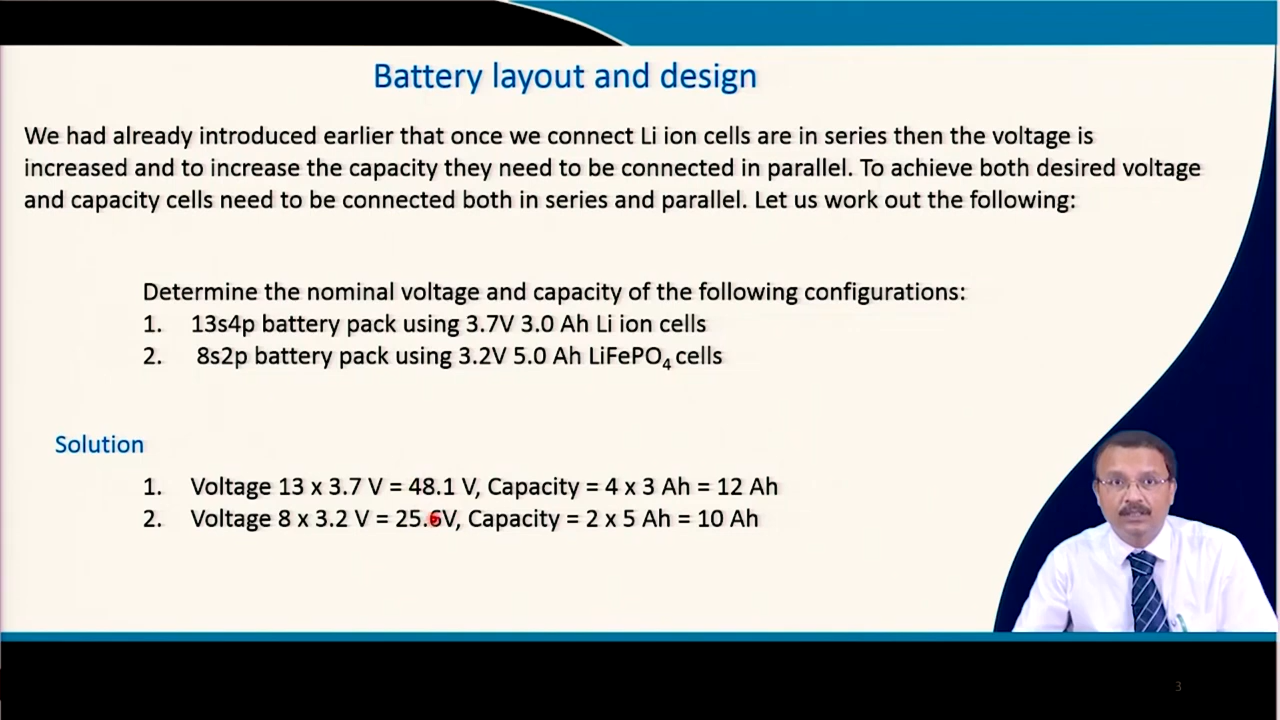 Battery layout and design
We had already introduced earlier that once we connect Li ion cells are in series then the voltage is
increased and to increase the capacity they need to be connected in parallel. To achieve both desired voltage
and capacity cells need to be connected both in series and parallel. Let us work out the following:
Determine the nominal voltage and capacity of the following configurations:
1. 13s4p battery pack using 3.7V 3.0 Ah Li ion cells
2. 8s2p battery pack using 3.2V 5.0 Ah LiFePO₄ cells
Solution
1. Voltage 13 x 3.7 V = 48.1 V, Capacity = 4 x 3 Ah = 12 Ah
2. Voltage 8 x 3.2 V = 25.6V, Capacity = 2 x 5 Ah = 10 Ah
3